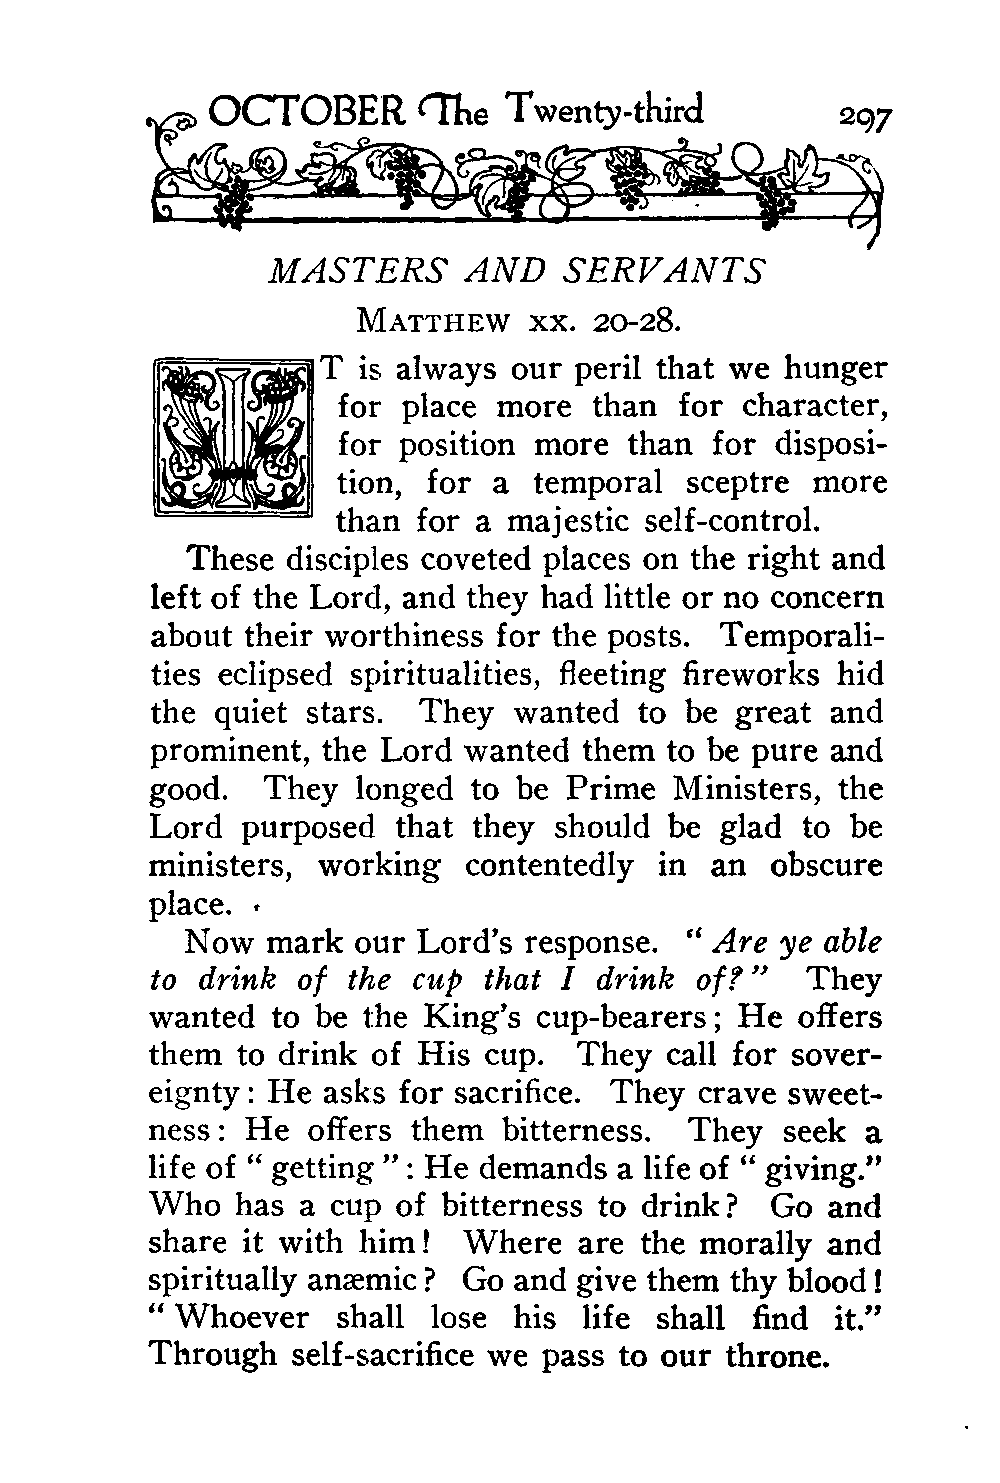 OCTOBER The Twenty-third 297
MASTERS AND SERVANTS
MATTHEW XX. 20-28.
IT is always our peril that we hunger
for place more than for character,
for position more than for disposi-
tion, for a temporal sceptre more
than for a majestic self-control.
These disciples coveted places on the right and
left of the Lord, and they had little or no concern
about their worthiness for the posts. Temporali-
ties eclipsed spiritualities, fleeting fireworks hid
the quiet stars. They wanted to be great and
prominent, the Lord wanted them to be pure and
good. They longed to be Prime Ministers, the
Lord purposed that they should be glad to be
ministers, working contentedly in an obscure
place.
Now mark our Lord's response. "Are ye able
to drink of the cup that I drink of?" They
wanted to be the King's cup-bearers; He offers
them to drink of His cup. They call for sover-
eignty: He asks for sacrifice. They crave sweet-
ness: He offers them bitterness. They seek a
life of "getting": He demands a life of "giving."
Who has a cup of bitterness to drink? Go and
share it with him! Where are the morally and
spiritually anæmic? Go and give them thy blood!
"Whoever shall lose his life shall find it."
Through self-sacrifice we pass to our throne.